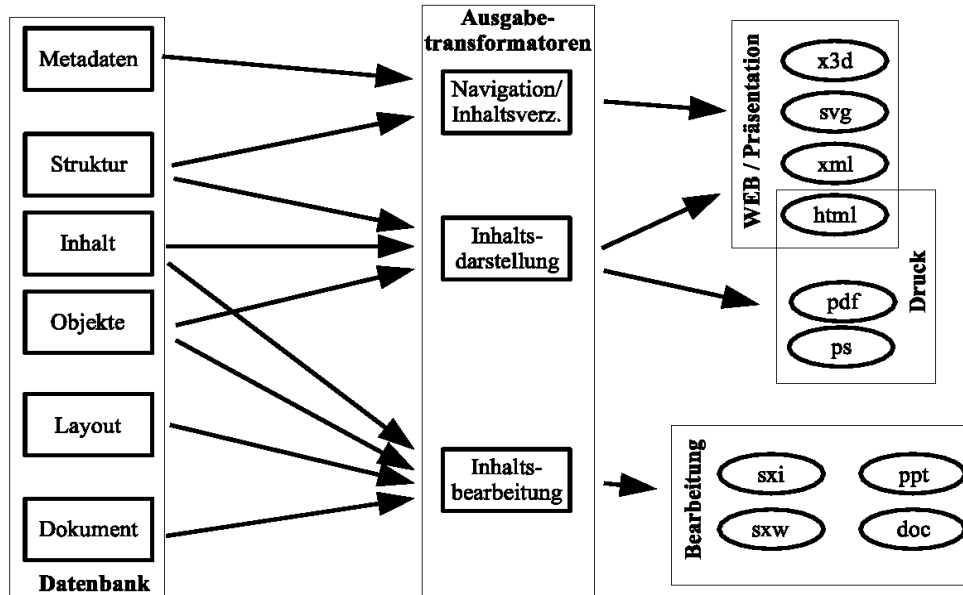 Metadaten
Struktur
Inhalt
Objekte
Layout
Dokument
Datenbank
Ausgabe-
transformatoren
Navigation/
Inhaltsverz.
Inhalts-
darstellung
Inhalts-
bearbeitung
WEB / Präsentation
x3d
svg
xml
html
Druck
pdf
ps
Bearbeitung
sxi
ppt
sxw
doc